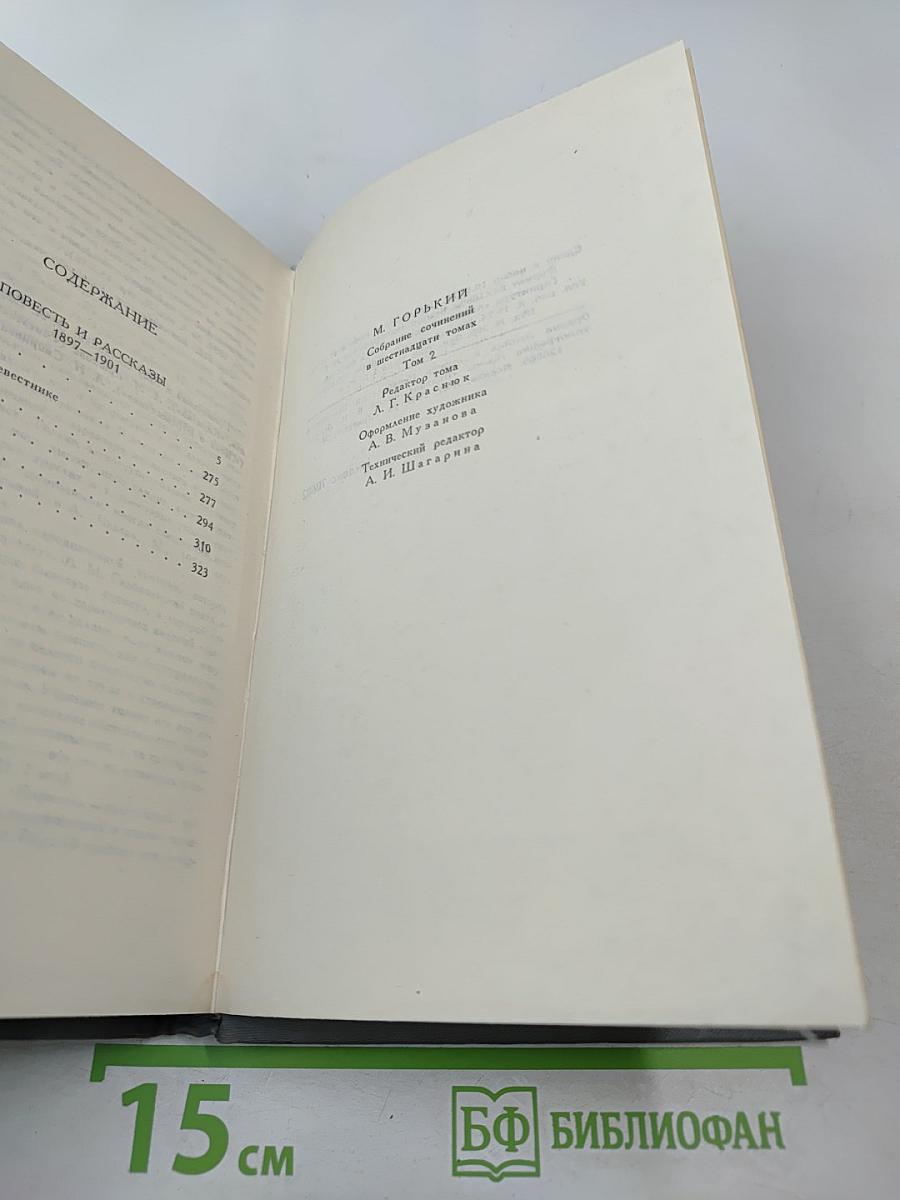 СОДЕРЖАНИЕ
ПОВЕСТЬ И РАССКАЗЫ
1897—1901
5
275
277
294
310
323
М. ГОРЬКИЙ
Собрание сочинений
в шестнадцати томах
Том 2
Редактор тома
Л. Г. Краснюк
Оформление художника
А. В. Музанова
Технический редактор
А. И. Шагарина
15 см
БФ БИБЛИОФАН